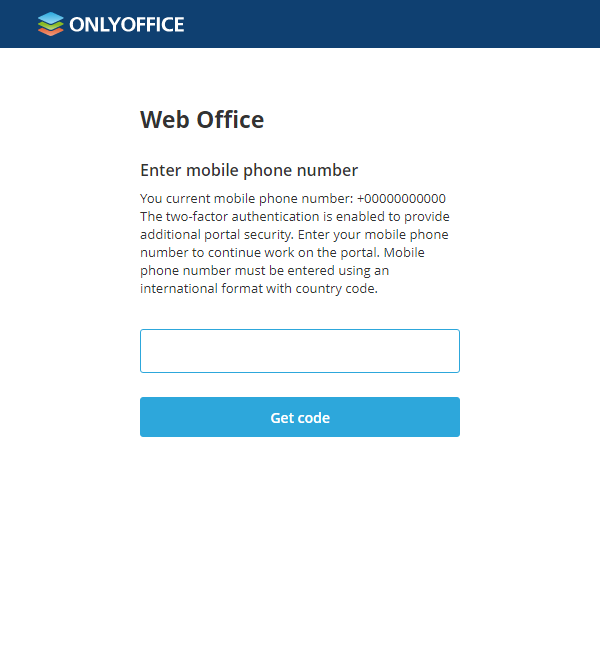 ONLYOFFICE
Web Office
Enter mobile phone number
You current mobile phone number: +00000000000
The two-factor authentication is enabled to provide
additional portal security. Enter your mobile phone
number to continue work on the portal. Mobile
phone number must be entered using an
international format with country code.
Get code